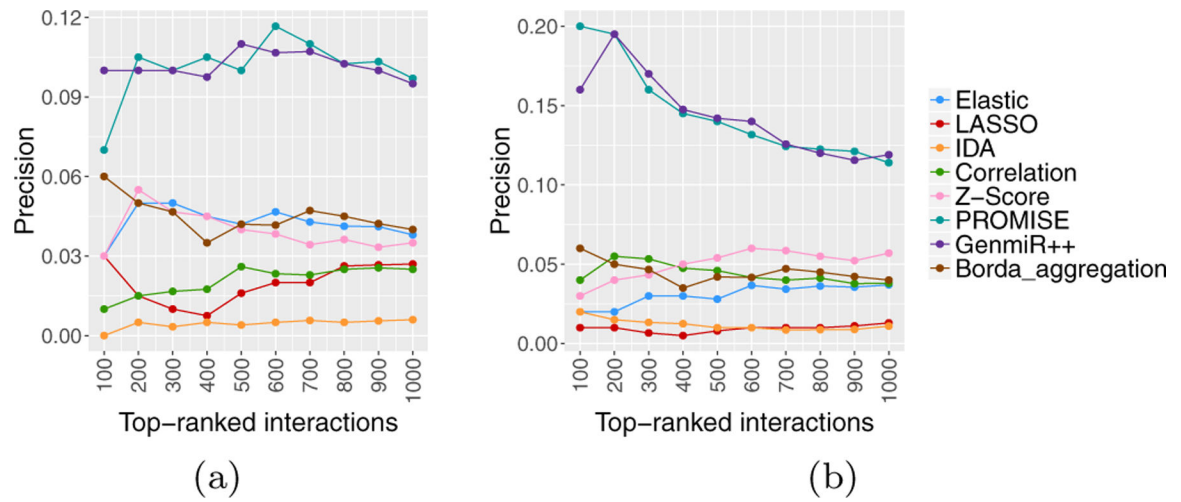 0.12
0.09
0.06
0.03
0.00
Precision
100 200 300 400 500 600 700 800 900 1000
Top-ranked interactions
(a)
0.20
0.15
0.10
0.05
0.00
Precision
100 200 300 400 500 600 700 800 900 1000
Top-ranked interactions
(b)
Elastic
LASSO
IDA
Correlation
Z-Score
PROMISE
GenmiR++
Borda_aggregation